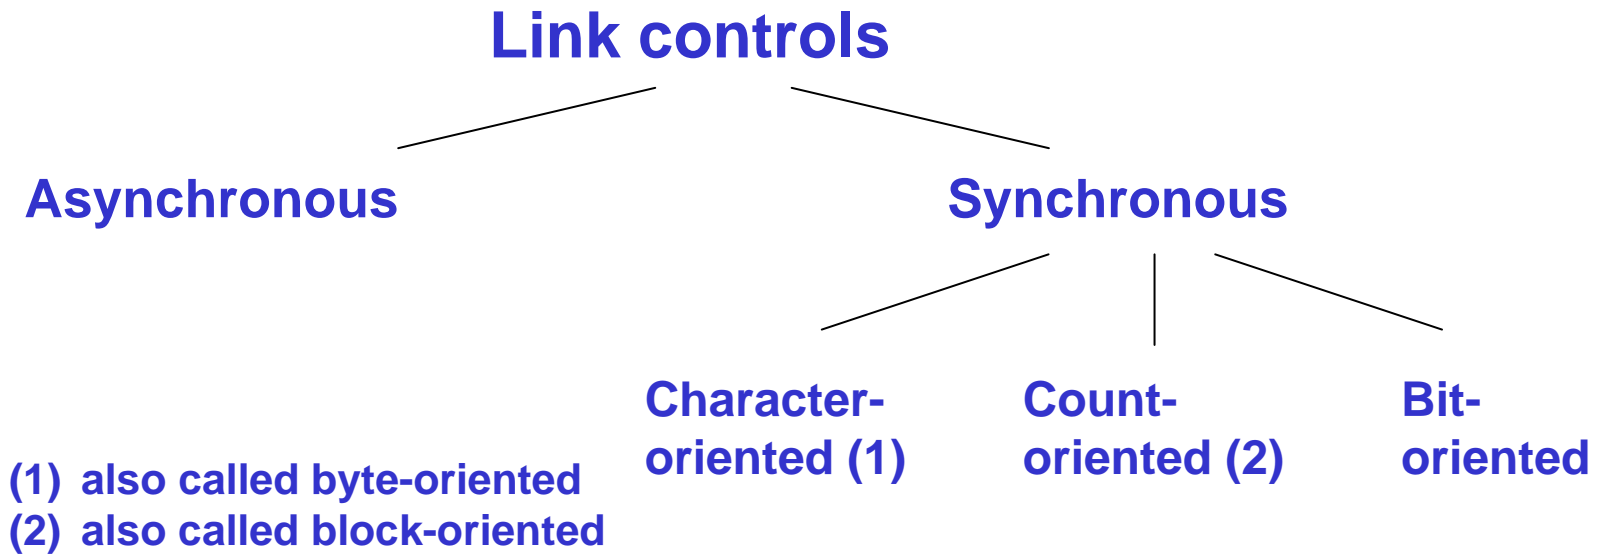 Link controls
Asynchronous
Synchronous
Character-
oriented (1)
Count-
oriented (2)
Bit-
oriented
(1) also called byte-oriented
(2) also called block-oriented